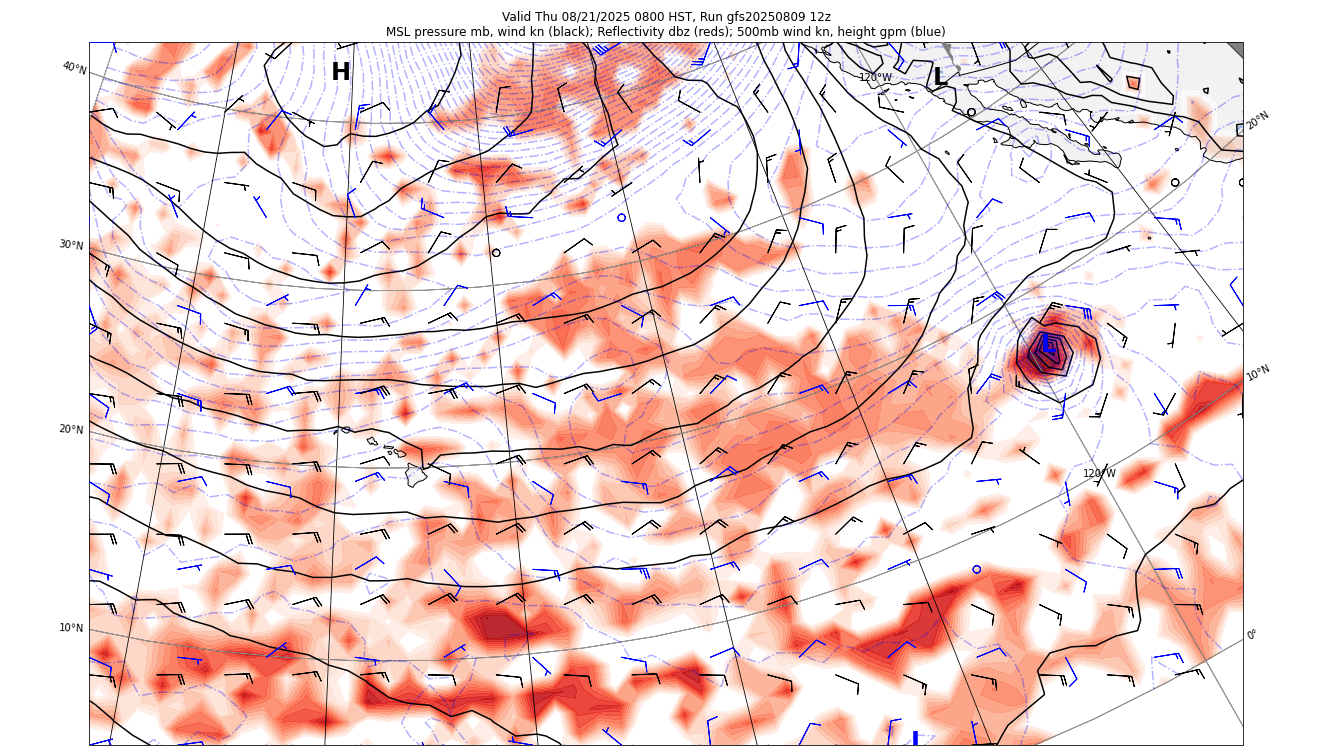 Valid Thu 08/21/2025 0800 HST, Run gfs20250809 12z
MSL pressure mb, wind kn (black); Reflectivity dbz (reds); 500mb wind kn, height gpm (blue)
40°N
H
120°W
L
20°N
30°N
L
10°N
20°N
120°W
10°N
0°
L